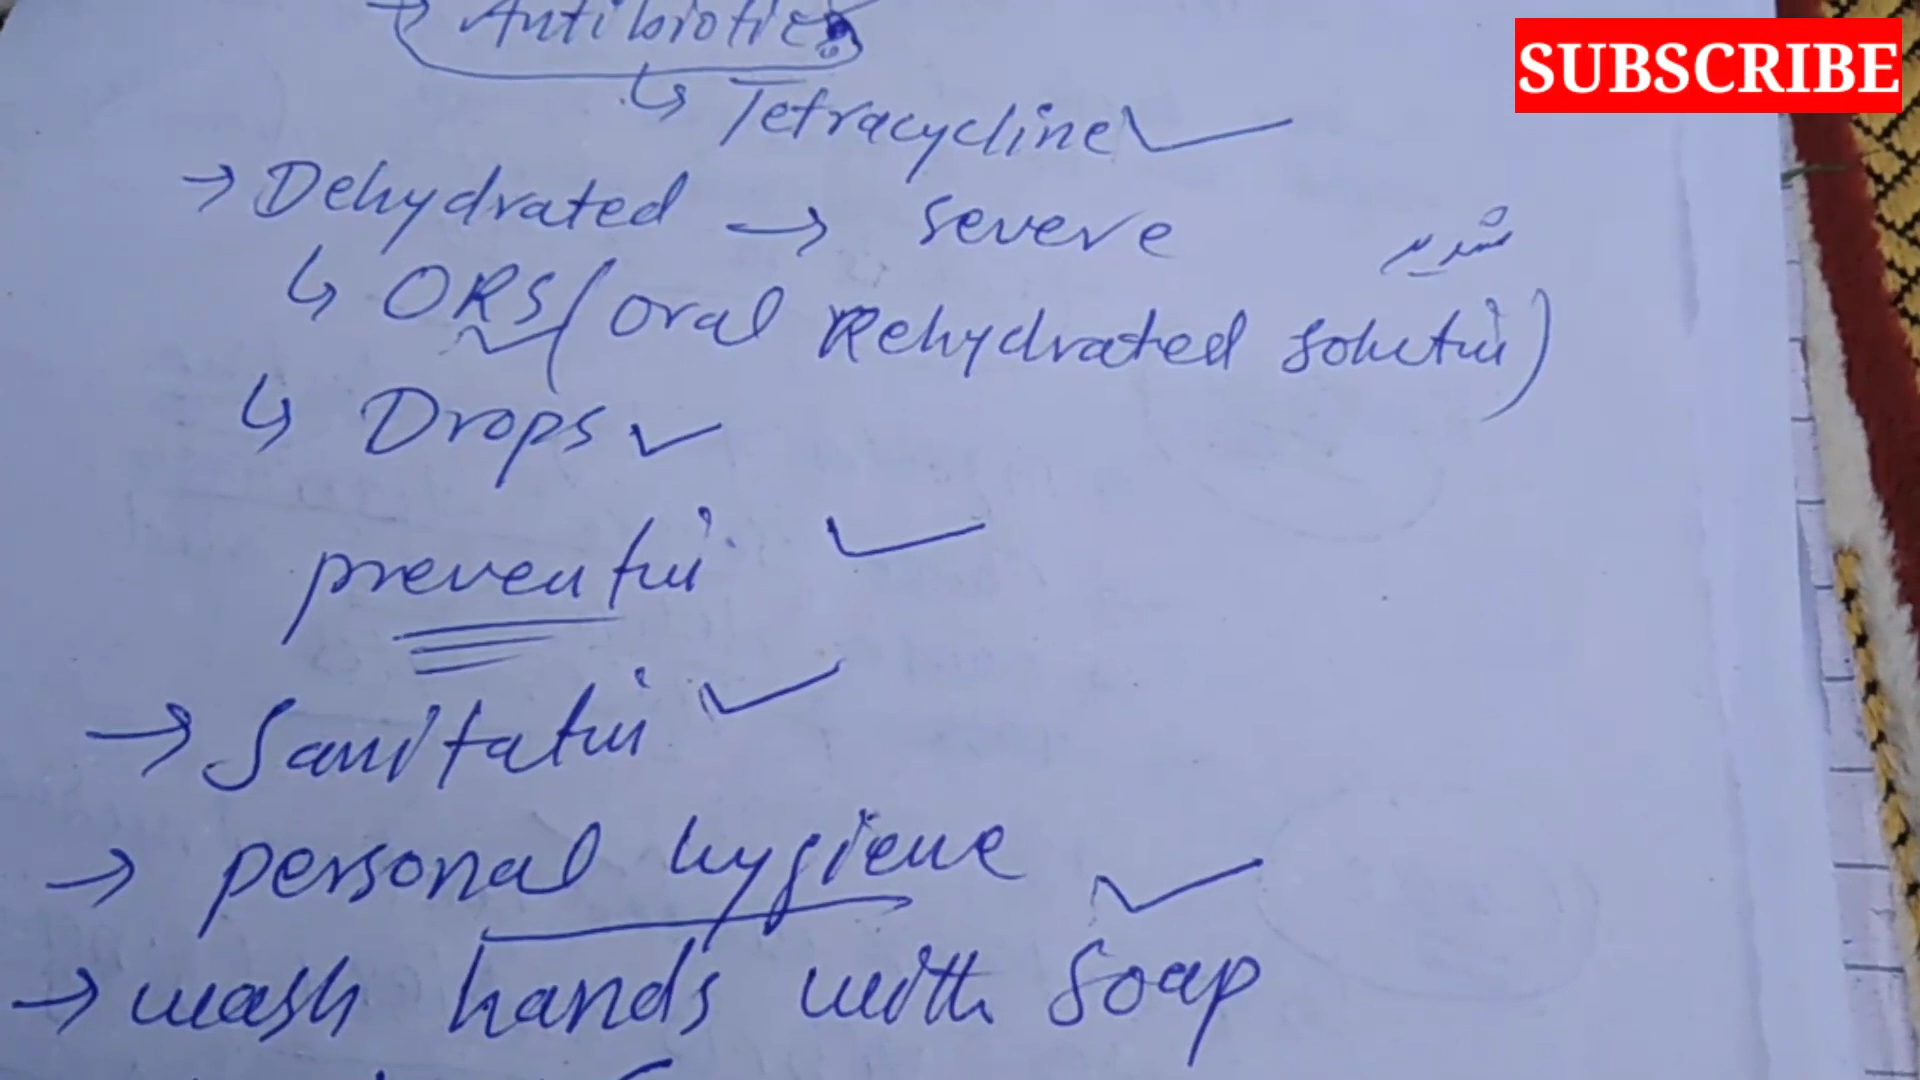 → Antibiotics
SUBSCRIBE
↳ Tetracycline ✓
→ Dehydrated → severe شدید
↳ ORS (oral Rehydrated solution)
↳ Drops ✓
prevention ✓
→ Sanitation ✓
→ personal hygiene ✓
→ wash hands with soap